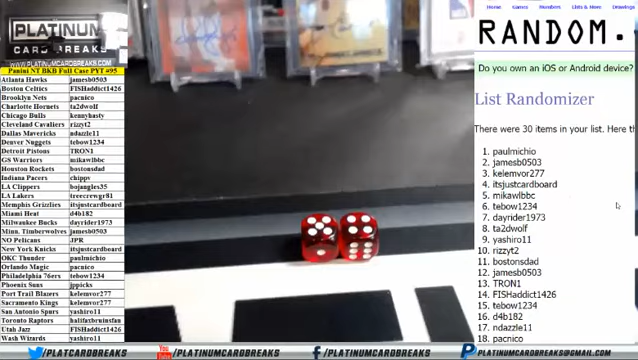 PLATINUM
CARD BREAKS
WWW.PLATINUMCARDBREAKS.COM
Panini NT BKB Full Case PYT #95
Atlanta Hawks jamesb0503
Boston Celtics FISHaddict1426
Brooklyn Nets pacnico
Charlotte Hornets ta2dwolf
Chicago Bulls kennyhasty
Cleveland Cavaliers rizzyt2
Dallas Mavericks ndazzle11
Denver Nuggets tebow1234
Detroit Pistons TRON1
GS Warriors mikawlbbc
Houston Rockets bostonsdad
Indiana Pacers chippv
LA Clippers bojangles35
LA Lakers treecrewgr81
Memphis Grizzlies itsjustcardboard
Miami Heat d4b182
Milwaukee Bucks dayrider1973
Minn. Timberwolves jamesb0503
NO Pelicans JPR
New York Knicks itsjustcardboard
OKC Thunder paulmichio
Orlando Magic pacnico
Philadelphia 76ers tebow1234
Phoenix Suns jppicks
Port Trail Blazers kelemvor277
Sacramento Kings kelemvor277
San Antonio Spurs yashiro11
Toronto Raptors halifaxbruinsfan
Utah Jazz FISHaddict1426
Wash Wizards yashiro11
Home Games Numbers Lists & More Drawings
RANDOM.
Do you own an iOS or Android device?
List Randomizer
There were 30 items in your list. Here th
1. paulmichio
2. jamesb0503
3. kelemvor277
4. itsjustcardboard
5. mikawlbbc
6. tebow1234
7. dayrider1973
8. ta2dwolf
9. yashiro11
10. rizzyt2
11. bostonsdad
12. jamesb0503
13. TRON1
14. FISHaddict1426
15. tebow1234
16. d4b182
17. ndazzle11
18. pacnico
/PLATCARDBREAKS
You Tube /PLATINUMCARDBREAKS
/PLATINUMCARDBREAKS
PLATINUMCARDBREAKS@GMAIL.COM